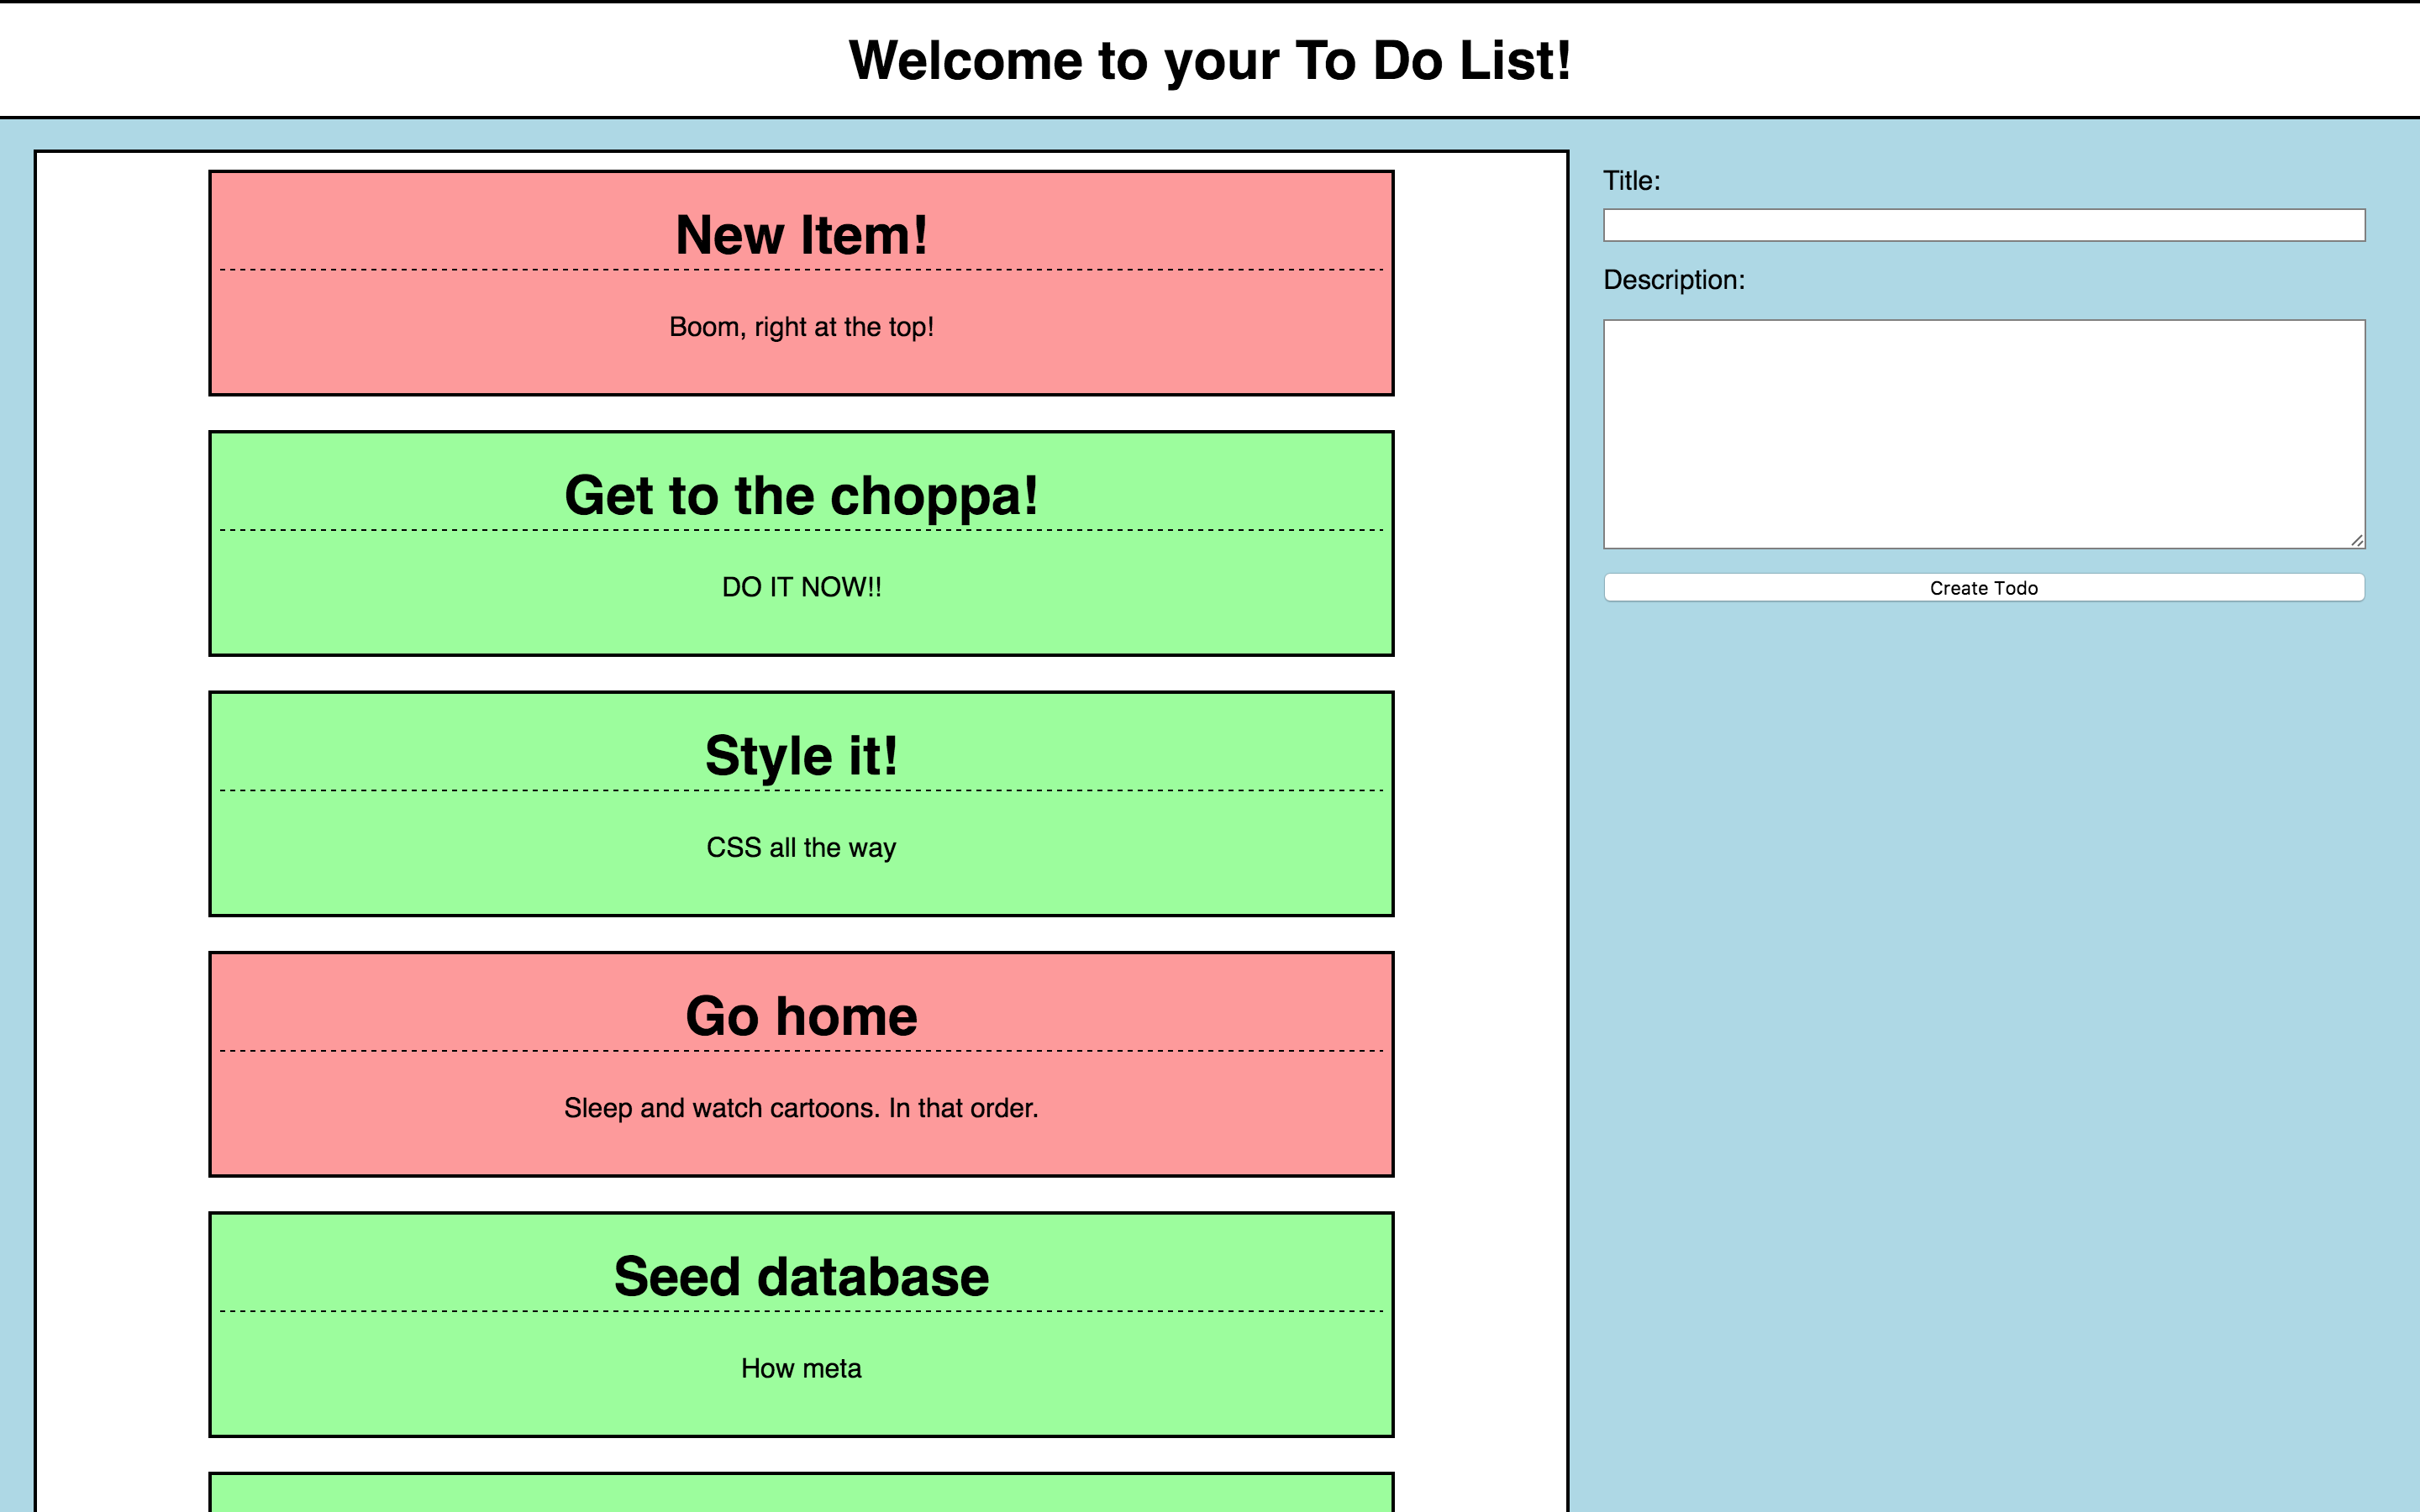 Welcome to your To Do List!
New Item!
Boom, right at the top!
Get to the choppa!
DO IT NOW!!
Style it!
CSS all the way
Go home
Sleep and watch cartoons. In that order.
Seed database
How meta
Title:
Description:
Create Todo